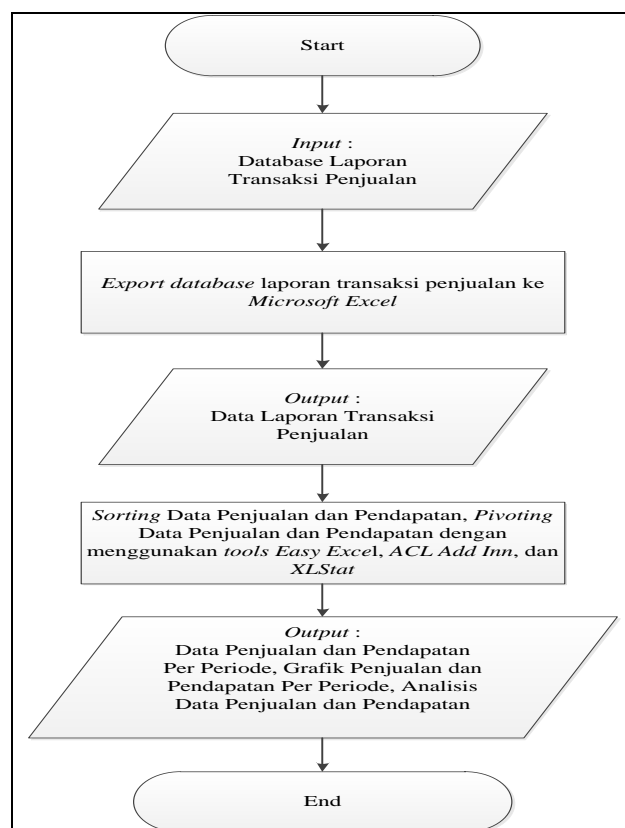 Start
Input :
Database Laporan
Transaksi Penjualan
Export database laporan transaksi penjualan ke
Microsoft Excel
Output :
Data Laporan Transaksi
Penjualan
Sorting Data Penjualan dan Pendapatan, Pivoting
Data Penjualan dan Pendapatan dengan
menggunakan tools Easy Excel, ACL Add Inn, dan
XLStat
Output :
Data Penjualan dan Pendapatan
Per Periode, Grafik Penjualan dan
Pendapatan Per Periode, Analisis
Data Penjualan dan Pendapatan
End